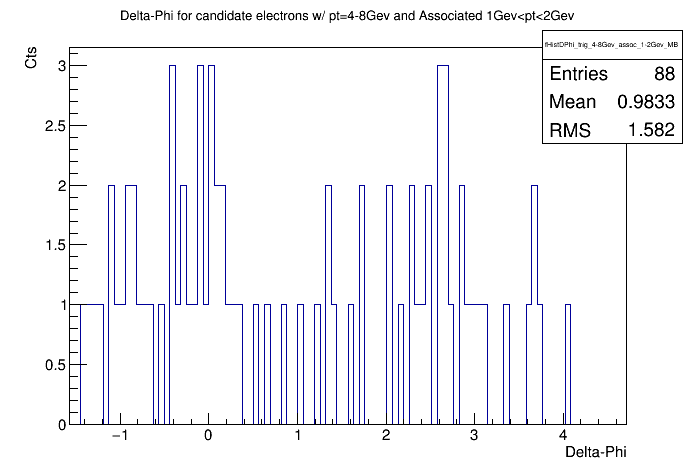 Delta-Phi for candidate electrons w/ pt=4-8Gev and Associated 1Gev<pt<2Gev
fHistDPhi_trig_4-8Gev_assoc_1-2Gev_MB
Entries 88
Mean 0.9833
RMS 1.582
Cts
3
2.5
2
1.5
1
0.5
0
−1 0 1 2 3 4
Delta-Phi